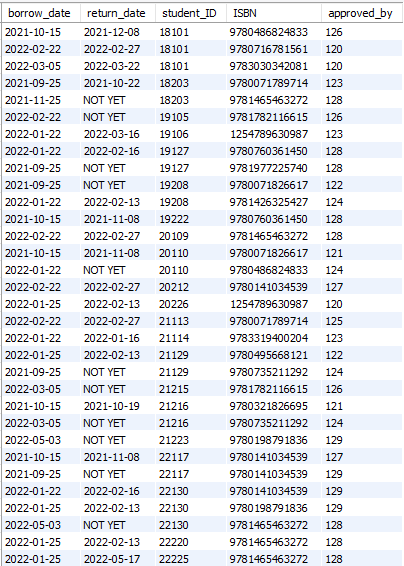 borrow_date return_date student_ID ISBN approved_by
2021-10-15 2021-12-08 18101 9780486824833 126
2022-02-22 2022-02-27 18101 9780716781561 120
2022-03-05 2022-03-22 18101 9783030342081 120
2021-09-25 2021-10-22 18203 9780071789714 123
2021-11-25 NOT YET 18203 9781465463272 128
2022-02-22 NOT YET 19105 9781782116615 126
2022-01-22 2022-03-16 19106 1254789630987 123
2022-01-22 2022-02-16 19127 9780760361450 128
2021-09-25 NOT YET 19127 9781977225740 128
2021-09-25 NOT YET 19208 9780071826617 122
2022-01-22 2022-02-13 19208 9781426325427 124
2021-10-15 2021-11-08 19222 9780760361450 128
2022-02-22 2022-02-27 20109 9781465463272 128
2021-10-15 2021-11-08 20110 9780071826617 121
2022-01-22 NOT YET 20110 9780486824833 124
2022-02-22 2022-02-27 20212 9780141034539 127
2022-01-25 2022-02-13 20226 1254789630987 120
2022-02-22 2022-02-27 21113 9780071789714 125
2022-01-22 2022-01-16 21114 9783319400204 123
2022-01-25 2022-02-13 21129 9780495668121 122
2021-09-25 NOT YET 21129 9780735211292 124
2022-03-05 NOT YET 21215 9781782116615 126
2021-10-15 2021-10-19 21216 9780321826695 121
2022-03-05 NOT YET 21216 9780735211292 124
2022-05-03 NOT YET 21223 9780198791836 129
2021-10-15 2021-11-08 22117 9780141034539 127
2021-09-25 NOT YET 22117 9780141034539 129
2022-01-22 2022-02-16 22130 9780141034539 129
2022-01-25 2022-02-13 22130 9780198791836 129
2022-05-03 NOT YET 22130 9781465463272 128
2022-01-25 2022-02-13 22220 9781465463272 128
2022-01-25 2022-05-17 22225 9781465463272 128